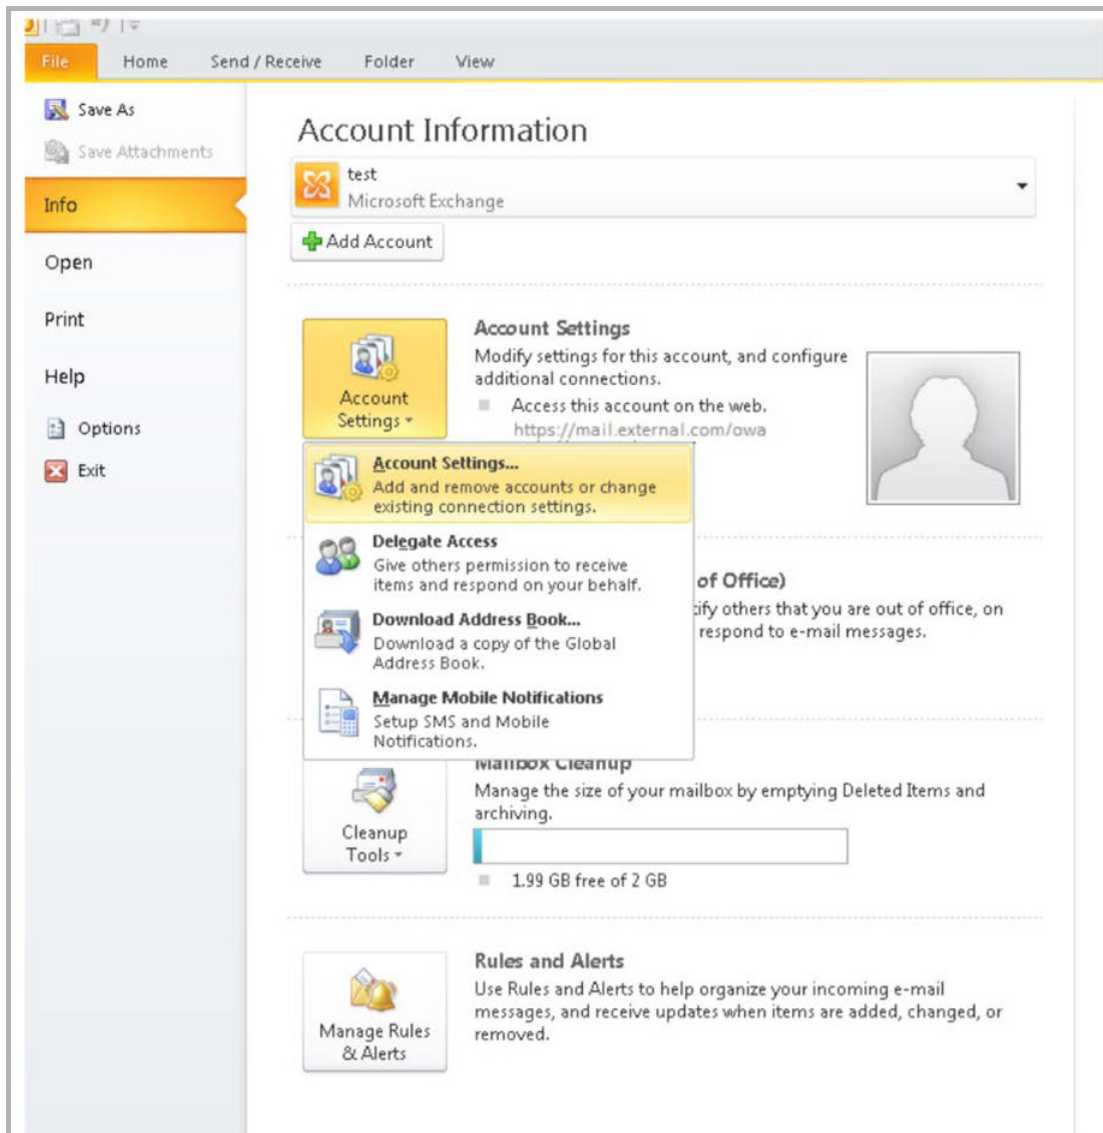 File Home Send / Receive Folder View
Save As
Save Attachments
Info
Open
Print
Help
Options
Exit
Account Information
test
Microsoft Exchange
Add Account
Account
Settings
Account Settings
Modify settings for this account, and configure
additional connections.
Access this account on the web.
https://mail.external.com/owa
Account Settings...
Add and remove accounts or change
existing connection settings.
Delegate Access
Give others permission to receive
items and respond on your behalf.
Download Address Book...
Download a copy of the Global
Address Book.
Manage Mobile Notifications
Setup SMS and Mobile
Notifications.
of Office)
others that you are out of office, on
respond to e-mail messages.
Cleanup
Tools
Mailbox Cleanup
Manage the size of your mailbox by emptying Deleted Items and
archiving.
1.99 GB free of 2 GB
Manage Rules
& Alerts
Rules and Alerts
Use Rules and Alerts to help organize your incoming e-mail
messages, and receive updates when items are added, changed, or
removed.